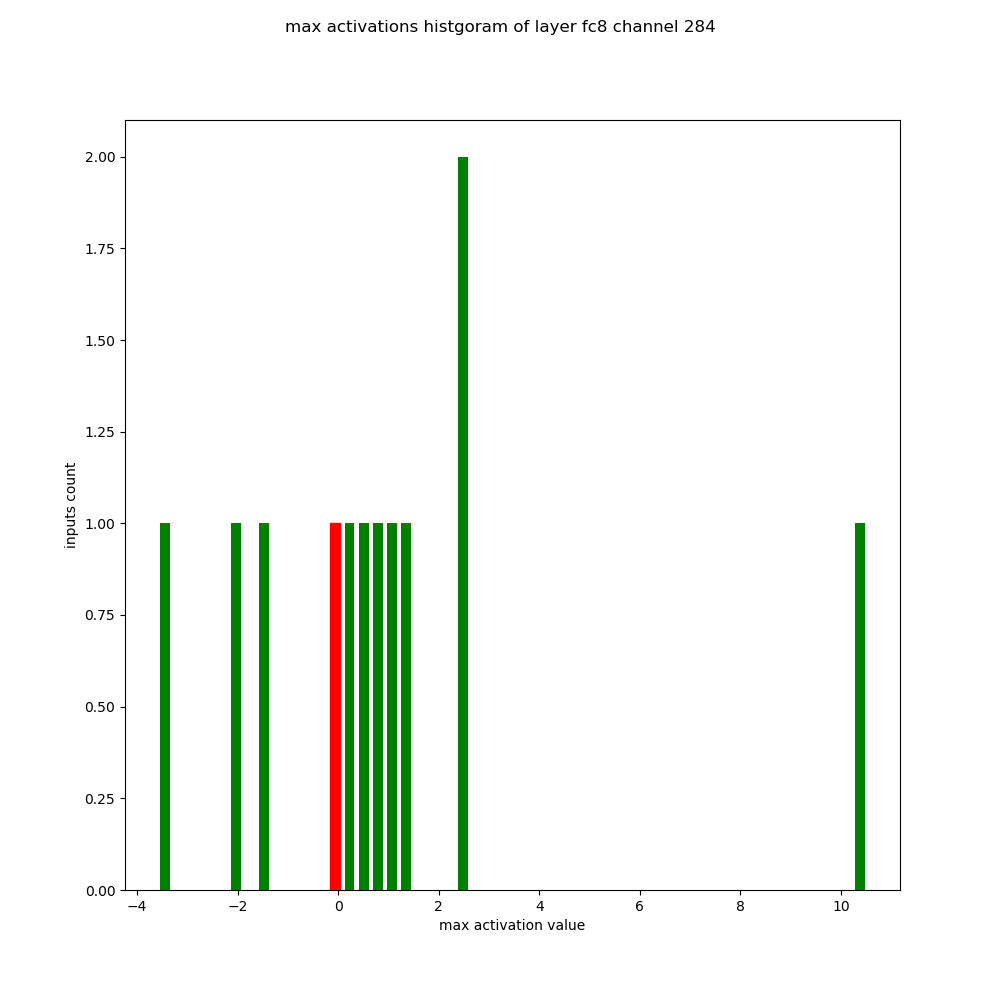 max activations histgoram of layer fc8 channel 284
2.00
1.75
1.50
1.25
1.00
0.75
0.50
0.25
0.00
inputs count
−4 −2 0 2 4 6 8 10
max activation value